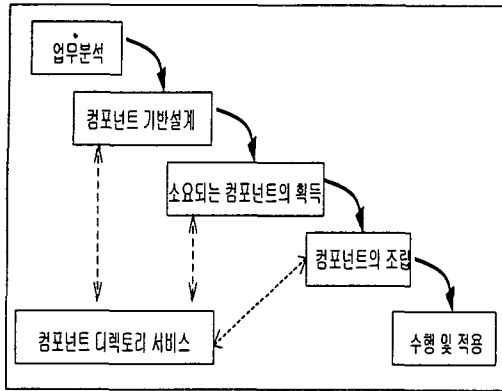 업무분석
컴포넌트 기반설계
소요되는 컴포넌트의 획득
컴포넌트의 조립
컴포넌트 디렉토리 서비스
수행 및 적용